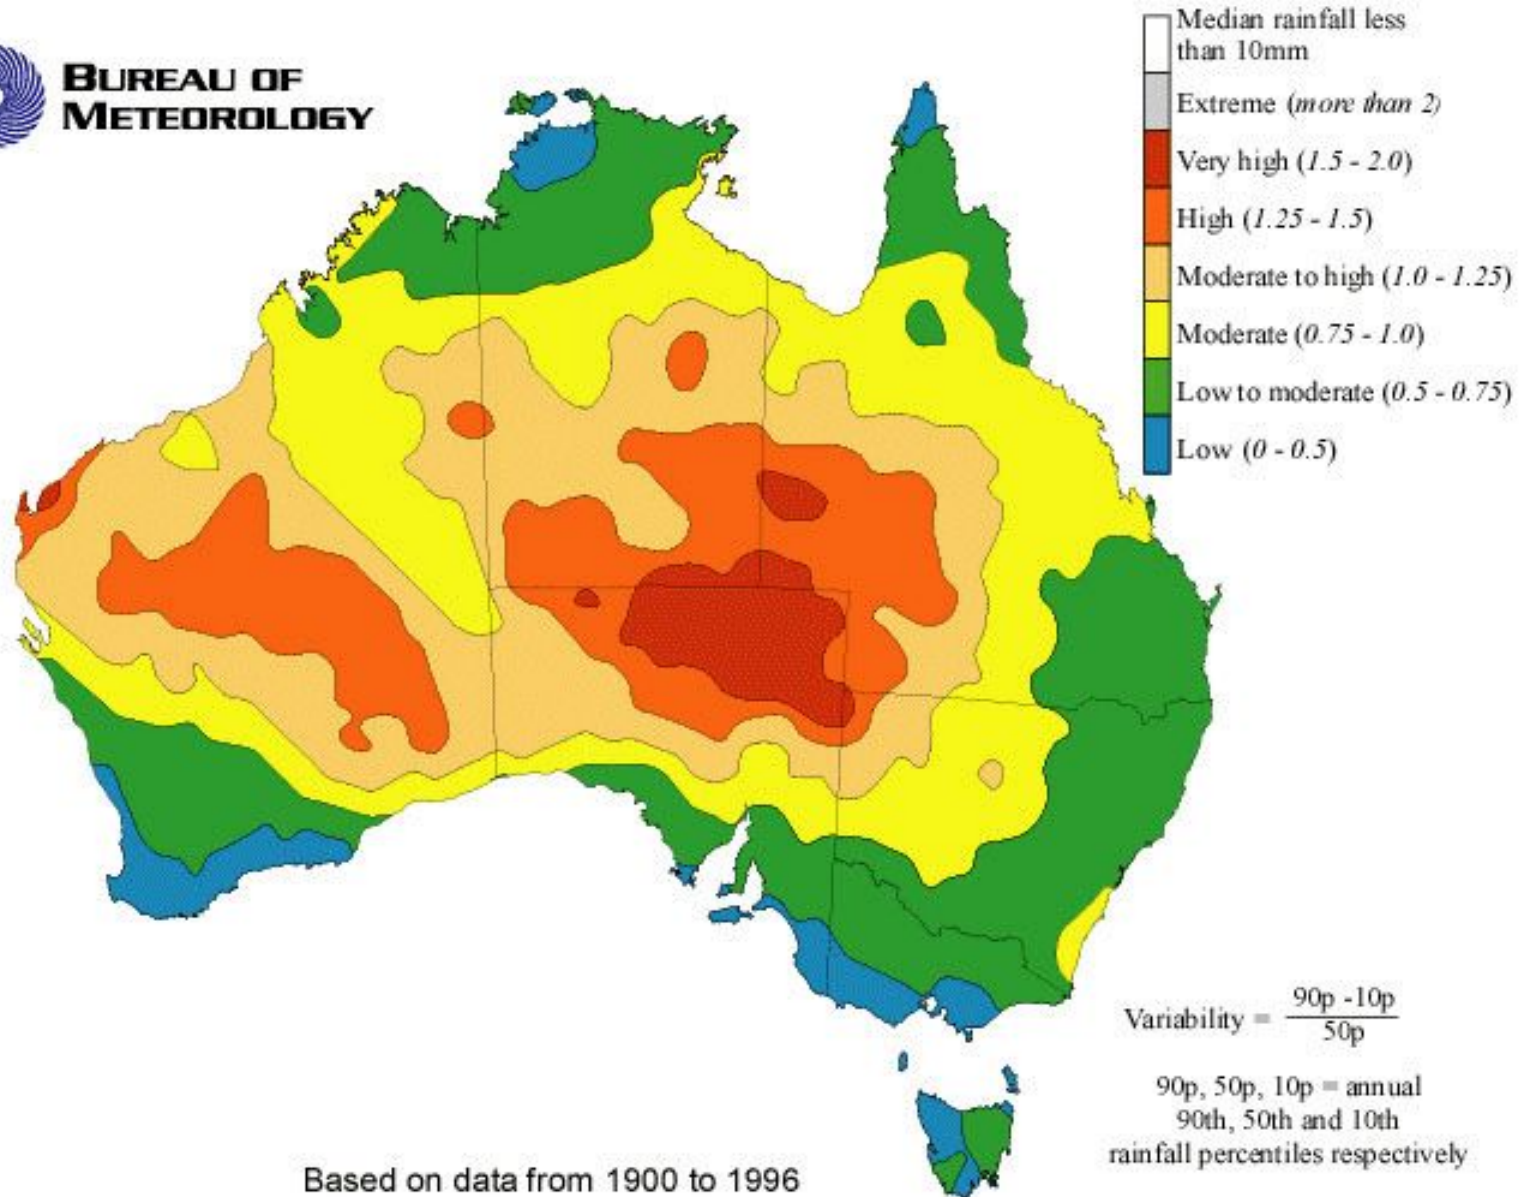 BUREAU OF
METEOROLOGY
Median rainfall less
than 10mm
Extreme (more than 2)
Very high (1.5 - 2.0)
High (1.25 - 1.5)
Moderate to high (1.0 - 1.25)
Moderate (0.75 - 1.0)
Low to moderate (0.5 - 0.75)
Low (0 - 0.5)
Variability = 90p -10p
50p
90p, 50p, 10p = annual
90th, 50th and 10th
rainfall percentiles respectively
Based on data from 1900 to 1996